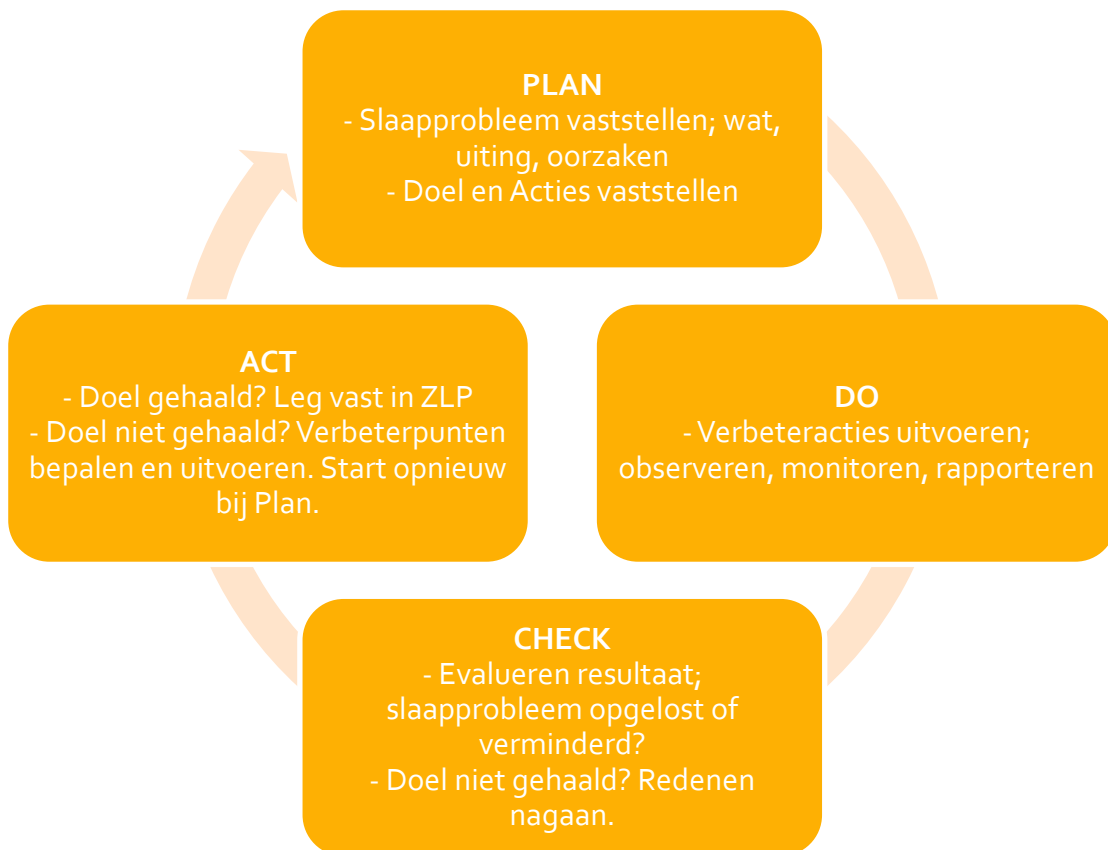 PLAN
- Slaapprobleem vaststellen; wat,
uiting, oorzaken
- Doel en Acties vaststellen
ACT
- Doel gehaald? Leg vast in ZLP
- Doel niet gehaald? Verbeterpunten
bepalen en uitvoeren. Start opnieuw
bij Plan.
DO
- Verbeteracties uitvoeren;
observeren, monitoren, rapporteren
CHECK
- Evalueren resultaat;
slaapprobleem opgelost of
verminderd?
- Doel niet gehaald? Redenen
nagaan.